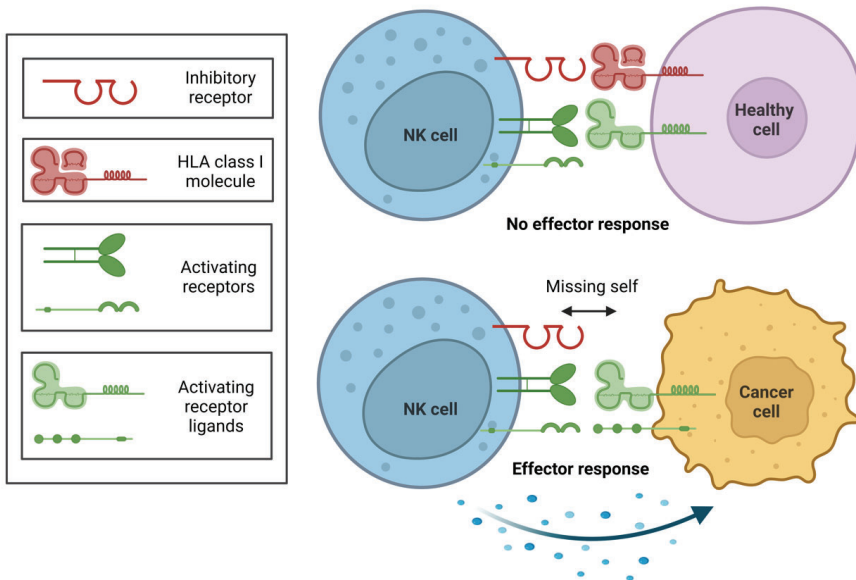 Inhibitory
receptor
HLA class I
molecule
Activating
receptors
Activating
receptor
ligands
NK cell
Healthy
cell
No effector response
Missing self
NK cell
Cancer
cell
Effector response